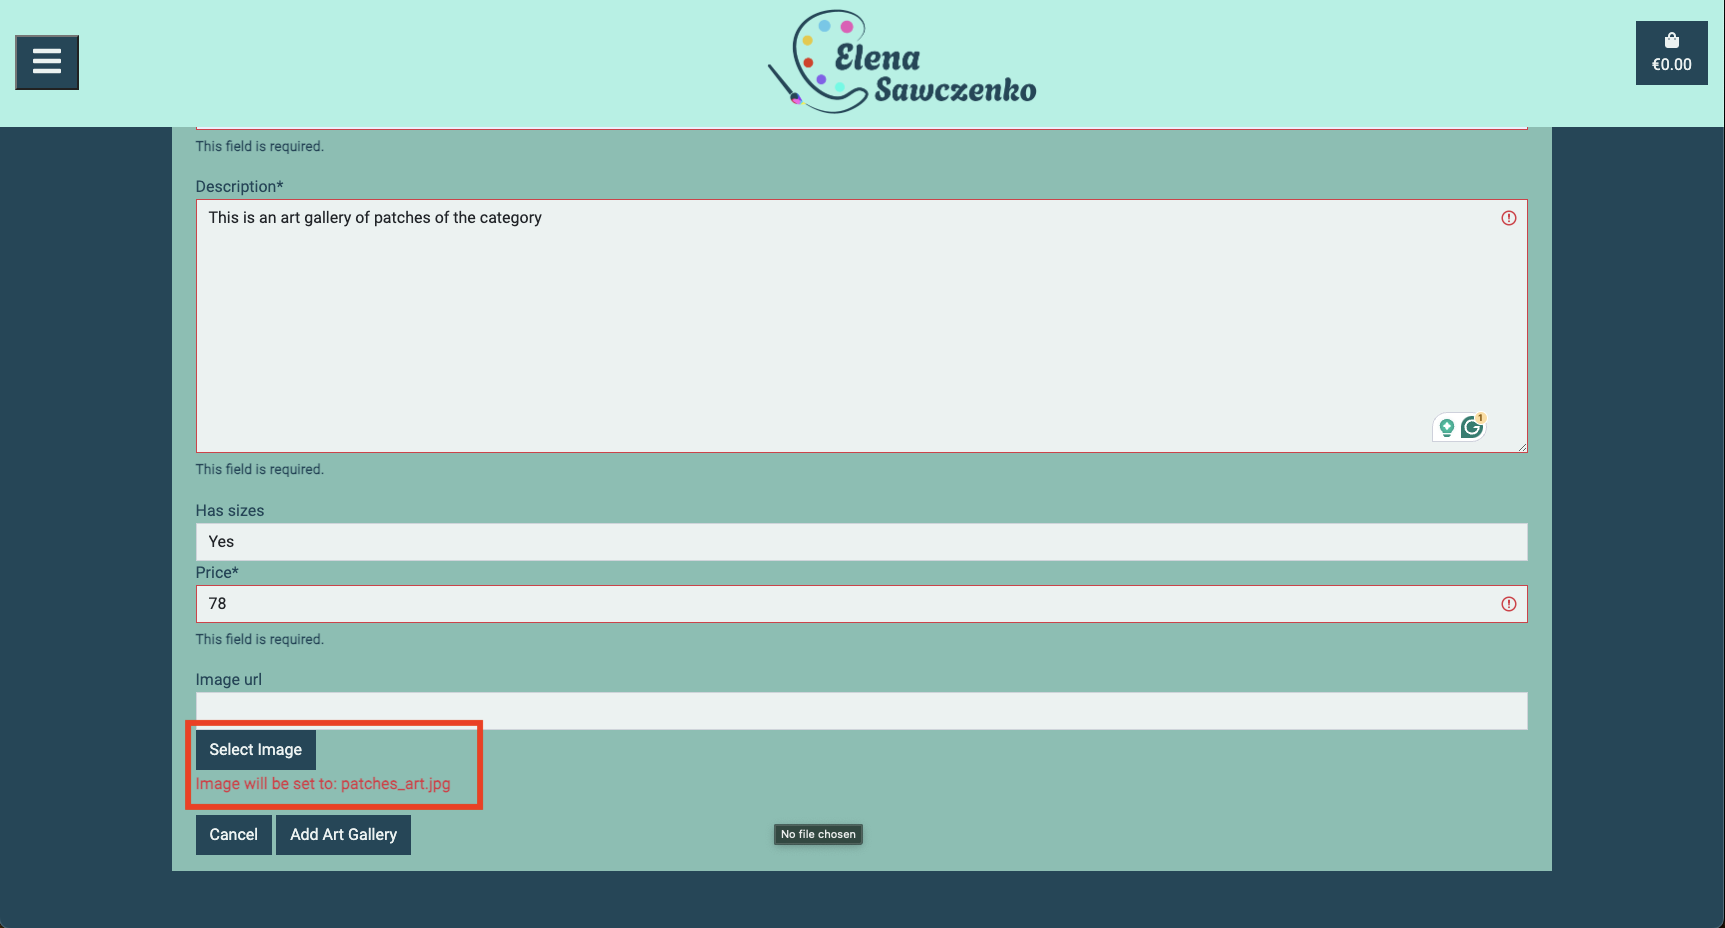 Elena
Sawczenko
€0.00
This field is required.
Description*
This is an art gallery of patches of the category
1
This field is required.
Has sizes
Yes
Price*
78
This field is required.
Image url
Select Image
Image will be set to: patches_art.jpg
Cancel
Add Art Gallery
No file chosen